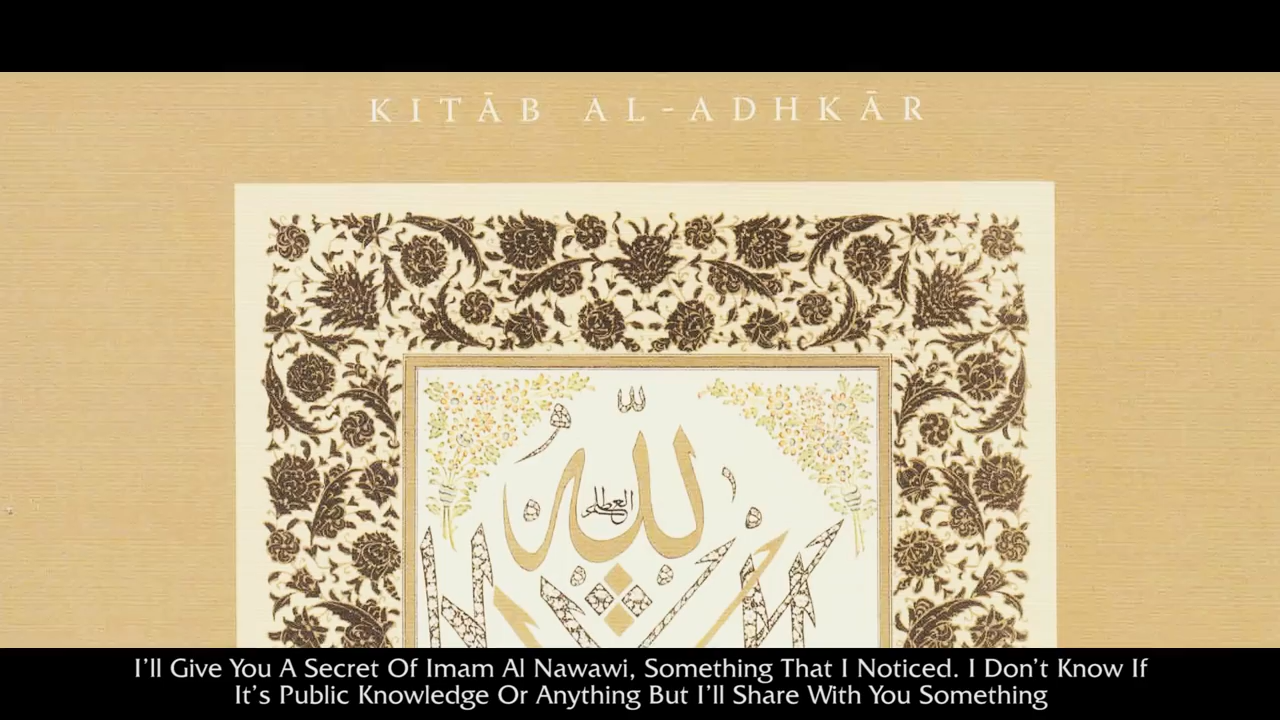 KITĀB AL-ADHKĀR
لله
العظيم
I'll Give You A Secret Of Imam Al Nawawi, Something That I Noticed. I Don't Know If
It's Public Knowledge Or Anything But I'll Share With You Something